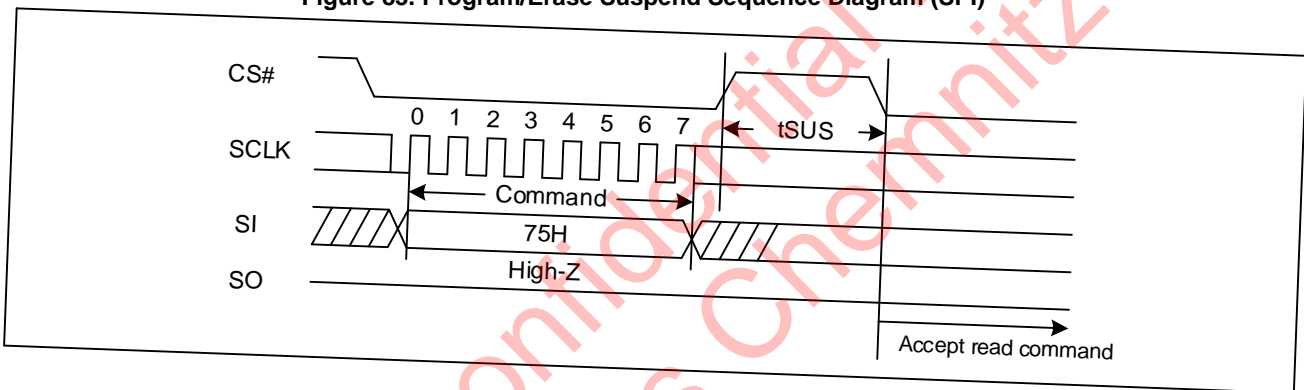 Figure 83. Program/Erase Suspend Sequence Diagram (SPI)
CS#
0 1 2 3 4 5 6 7
tSUS
SCLK
Command
SI
75H
High-Z
SO
Accept read command
Confidential
Chemnitz